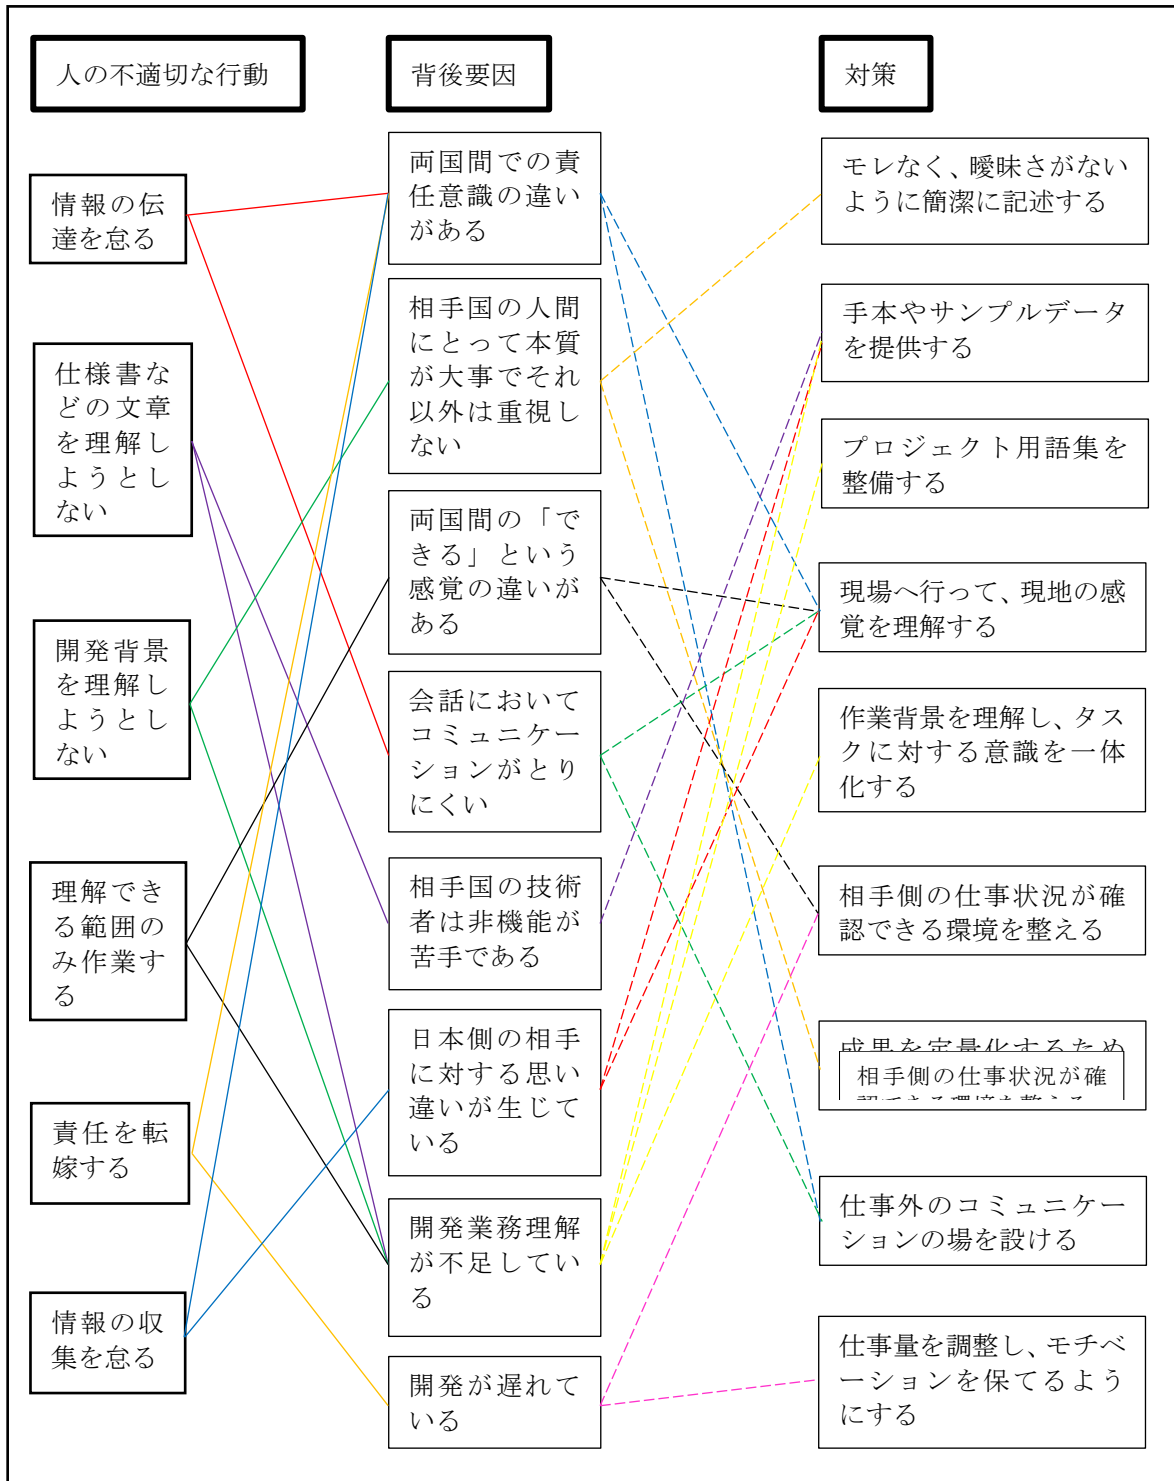 人の不適切な行動
背後要因
対策
情報の伝
達を怠る
仕様書な
どの文章
を理解し
ようとし
ない
開発背景
を理解し
ようとし
ない
理解でき
る範囲の
み作業す
る
責任を転
嫁する
情報の収
集を怠る
両国間での責
任意識の違い
がある
相手国の人間
にとって本質
が大事でそれ
以外は重視し
ない
両国間の「で
きる」という
感覚の違いが
ある
会話において
コミュニケー
ションがとり
にくい
相手国の技術
者は非機能が
苦手である
日本側の相手
に対する思い
違いが生じて
いる
開発業務理解
が不足してい
る
開発が遅れて
いる
モレなく、曖昧さがない
ように簡潔に記述する
手本やサンプルデータ
を提供する
プロジェクト用語集を
整備する
現場へ行って、現地の感
覚を理解する
作業背景を理解し、タス
クに対する意識を一体
化する
相手側の仕事状況が確
認できる環境を整える
成果を定量化するため
相手側の仕事状況が確
認できる環境を整える
仕事外のコミュニケー
ションの場を設ける
仕事量を調整し、モチベ
ーションを保てるよう
にする